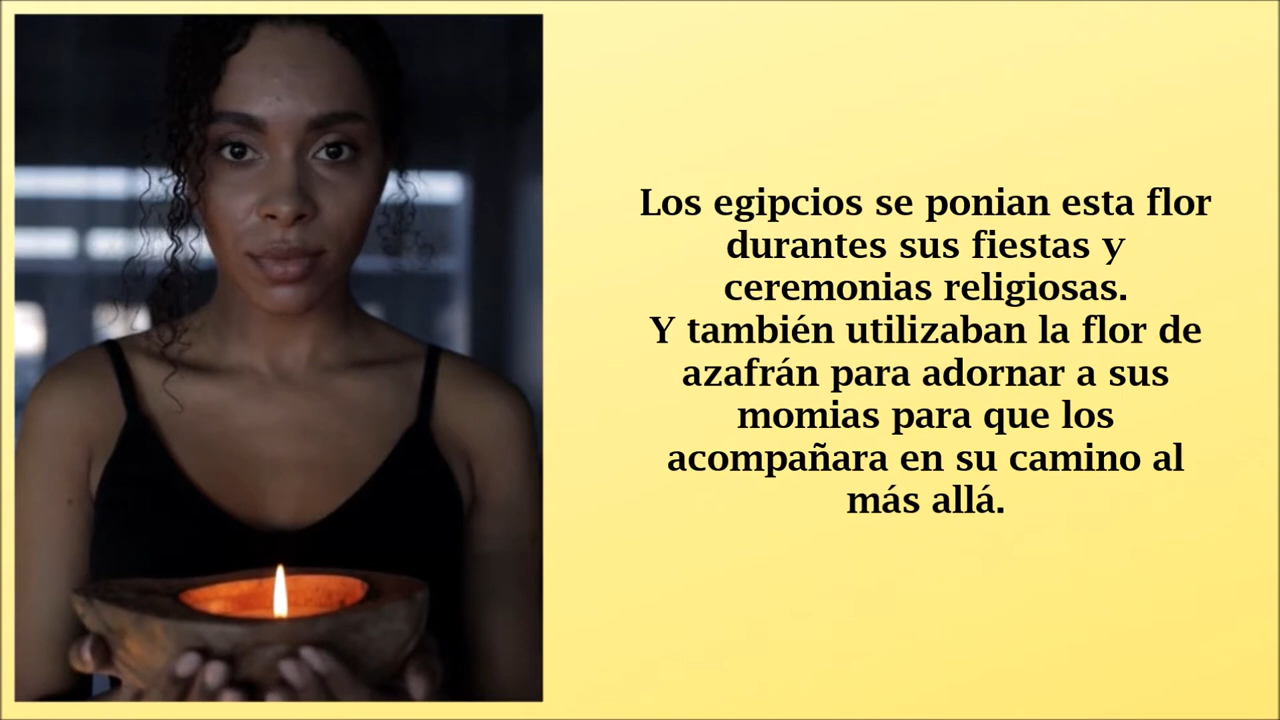 Los egipcios se ponian esta flor
durantes sus fiestas y
ceremonias religiosas.
Y también utilizaban la flor de
azafrán para adornar a sus
momias para que los
acompañara en su camino al
más allá.